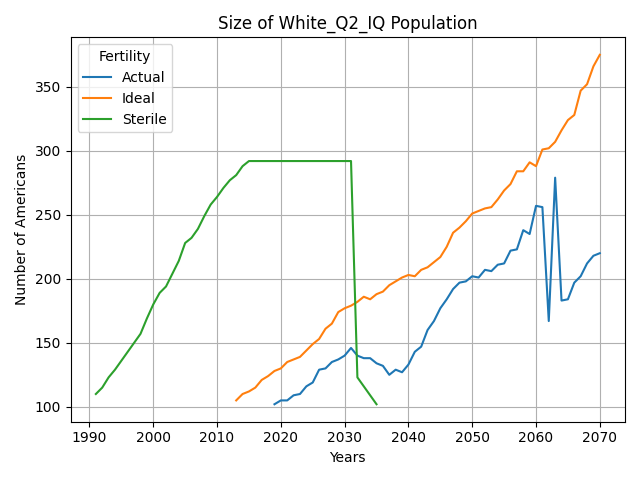 Size of White_Q2_IQ Population
Fertility
Actual
Ideal
Sterile
Number of Americans
350
300
250
200
150
100
1990 2000 2010 2020 2030 2040 2050 2060 2070
Years